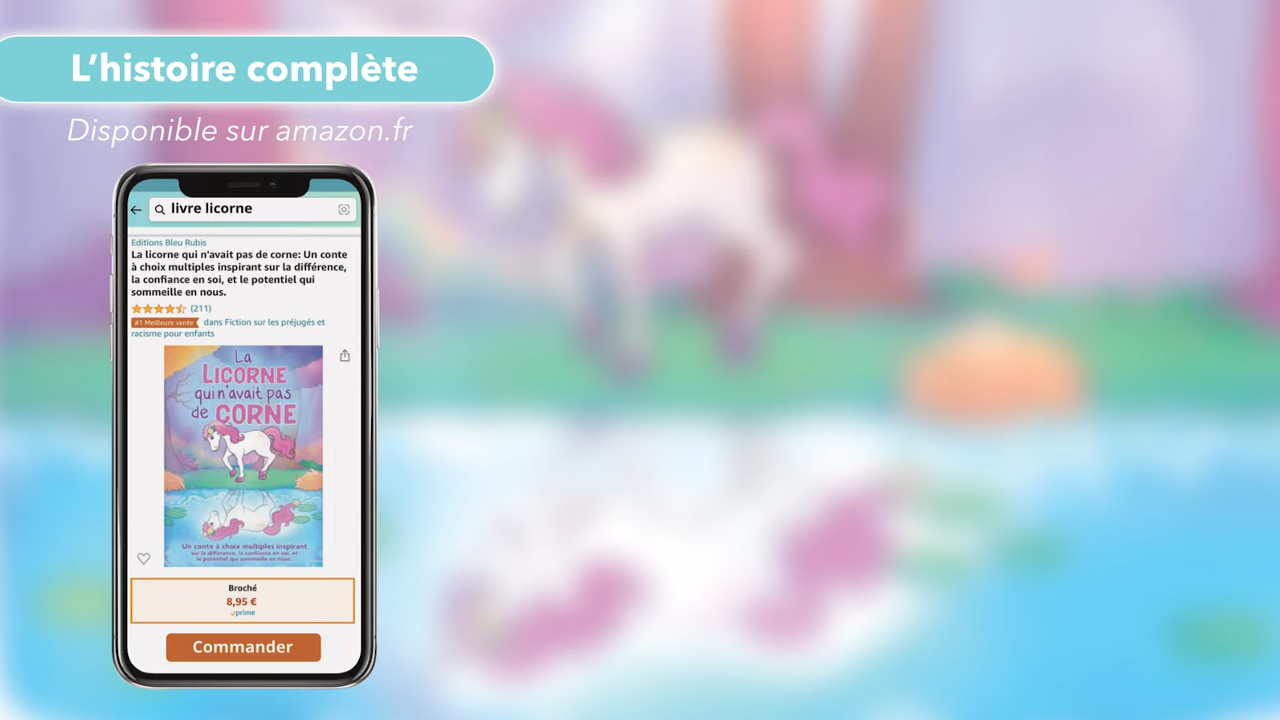 L'histoire complète
Disponible sur amazon.fr
livre licorne
Editions Bleu Rubis
La licorne qui n'avait pas de corne: Un conte
à choix multiples inspirant sur la différence,
la confiance en soi, et le potentiel qui
sommeille en nous.
(211)
#1 Meilleure vente dans Fiction sur les préjugés et
racisme pour enfants
La
LICORNE
qui n'avait pas
de CORNE
Un conte à choix multiples inspirant
sur la différence, la confiance en soi, et
le potentiel qui sommeille en nous.
Broché
8,95 €
prime
Commander